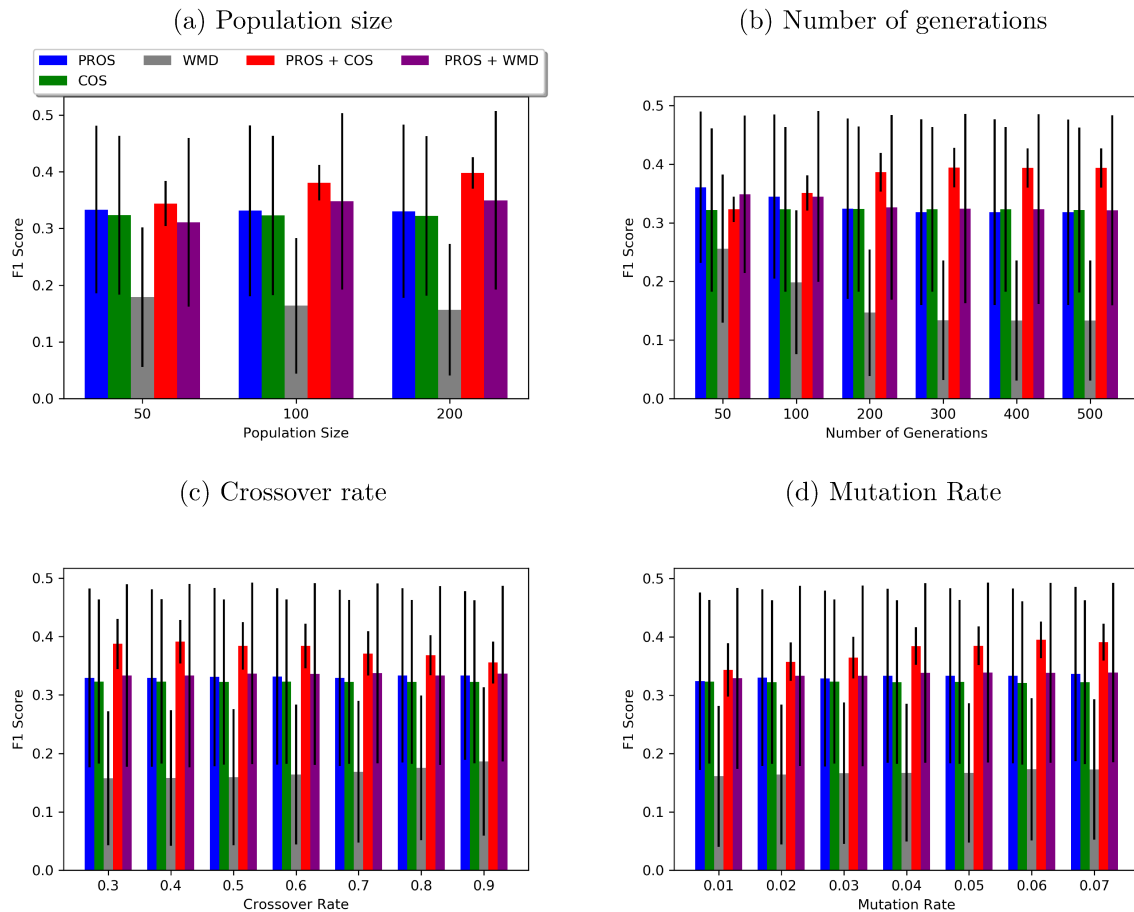 (a) Population size
PROS
COS
WMD
PROS + COS
PROS + WMD
F1 Score
0.5
0.4
0.3
0.2
0.1
0.0
50 100 200
Population Size
(b) Number of generations
F1 Score
0.5
0.4
0.3
0.2
0.1
0.0
50 100 200 300 400 500
Number of Generations
(c) Crossover rate
F1 Score
0.5
0.4
0.3
0.2
0.1
0.0
0.3 0.4 0.5 0.6 0.7 0.8 0.9
Crossover Rate
(d) Mutation Rate
F1 Score
0.5
0.4
0.3
0.2
0.1
0.0
0.01 0.02 0.03 0.04 0.05 0.06 0.07
Mutation Rate